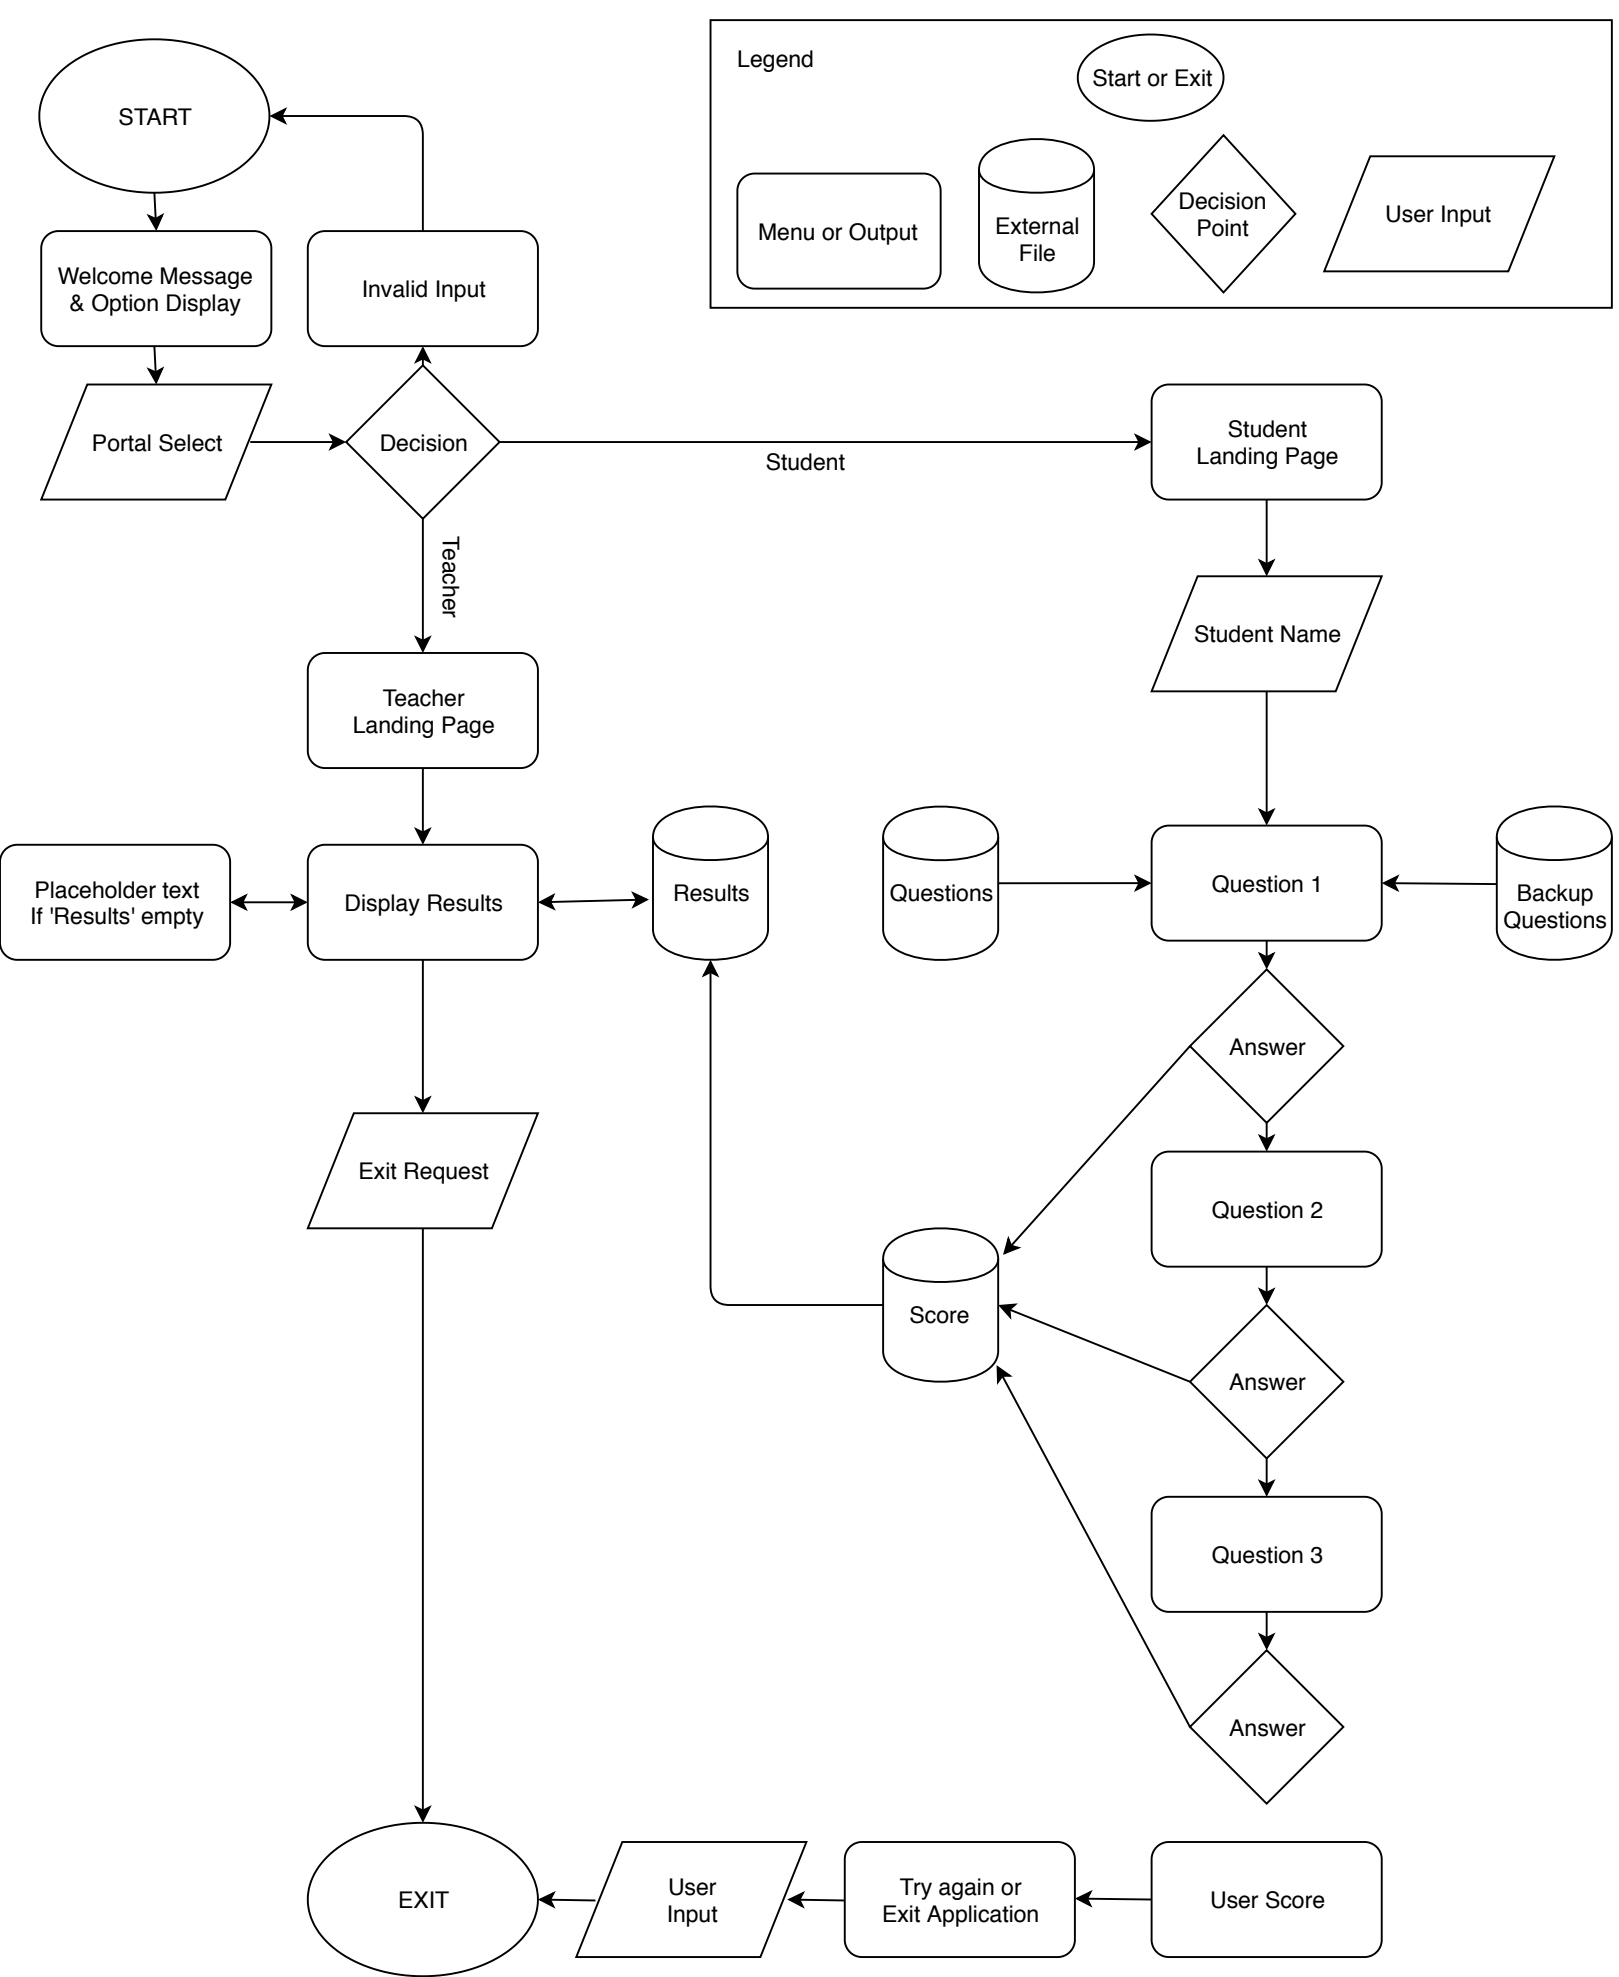 Legend
Start or Exit
START
Menu or Output
External
File
Decision
Point
User Input
Welcome Message
& Option Display
Invalid Input
Portal Select
Decision
Student
Student
Landing Page
Teacher
Student Name
Teacher
Landing Page
Placeholder text
If 'Results' empty
Display Results
Results
Questions
Question 1
Backup
Questions
Answer
Exit Request
Question 2
Score
Answer
Question 3
Answer
EXIT
User
Input
Try again or
Exit Application
User Score